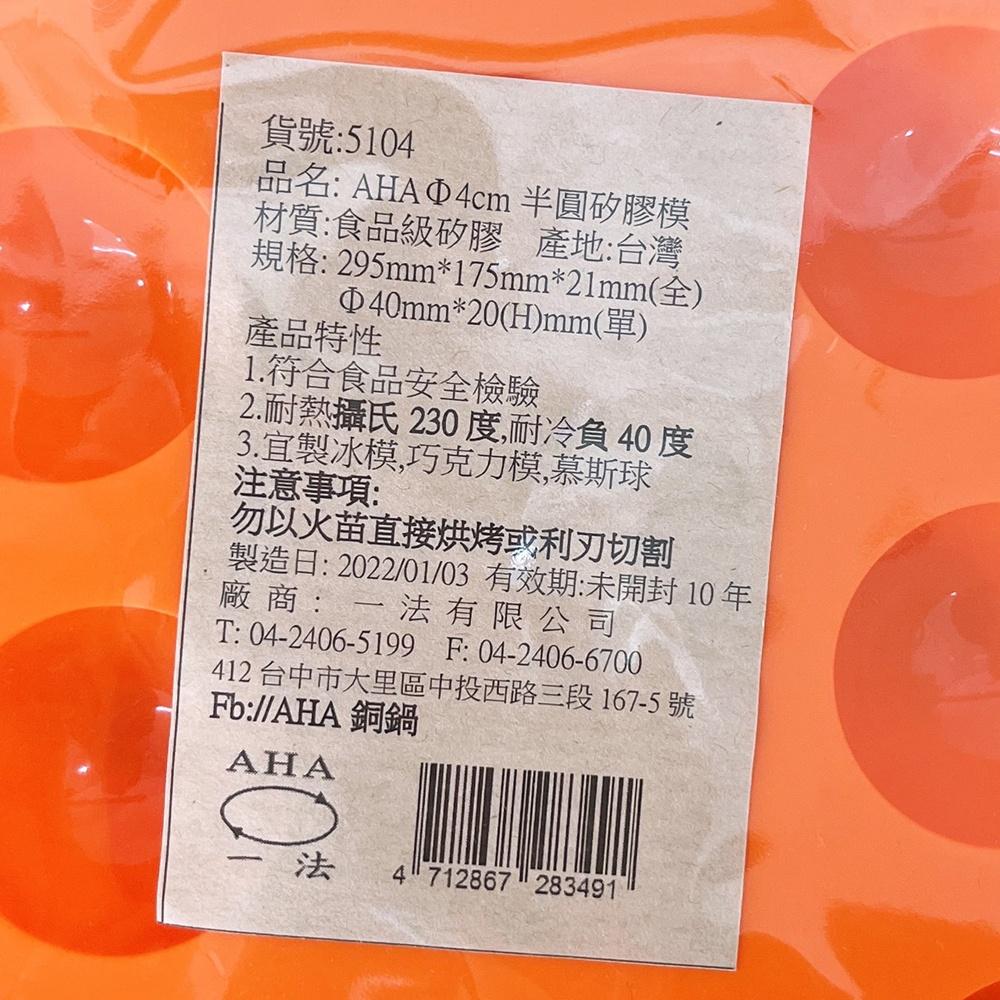 貨號:5104
品名: AHAΦ4cm 半圓矽膠模
材質:食品級矽膠 產地:台灣
規格: 295mm*175mm*21mm(全)
Φ40mm*20(H)mm(單)
產品特性
1.符合食品安全檢驗
2.耐熱攝氏 230 度,耐冷負 40 度
3.宜製冰模,巧克力模,慕斯球
注意事項:
勿以火苗直接烘烤或利刃切割
製造日: 2022/01/03 有效期:未開封 10 年
廠商: 一法有限公司
T: 04-2406-5199 F: 04-2406-6700
412 台中市大里區中投西路三段 167-5 號
Fb://AHA 銅鍋
AHA
一 法
4 712867 283491